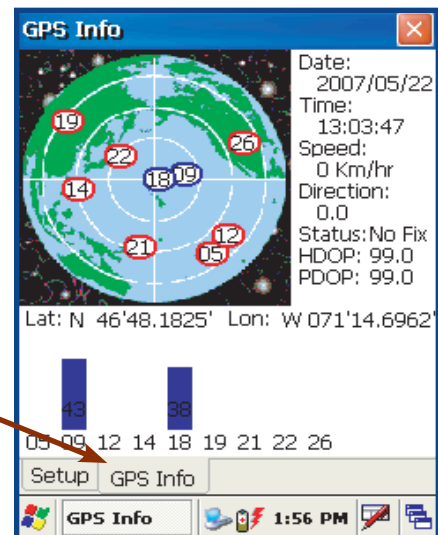 GPS Info
Date:
2007/05/22
Time:
13:03:47
Speed:
0 Km/hr
Direction:
0.0
Status:No Fix
HDOP: 99.0
PDOP: 99.0
19
26
22
18 09
14
12
21
05
Lat: N 46'48.1825' Lon: W 071'14.6962'
43 38
05 09 12 14 18 19 21 22 26
Setup GPS Info
GPS Info 1:56 PM